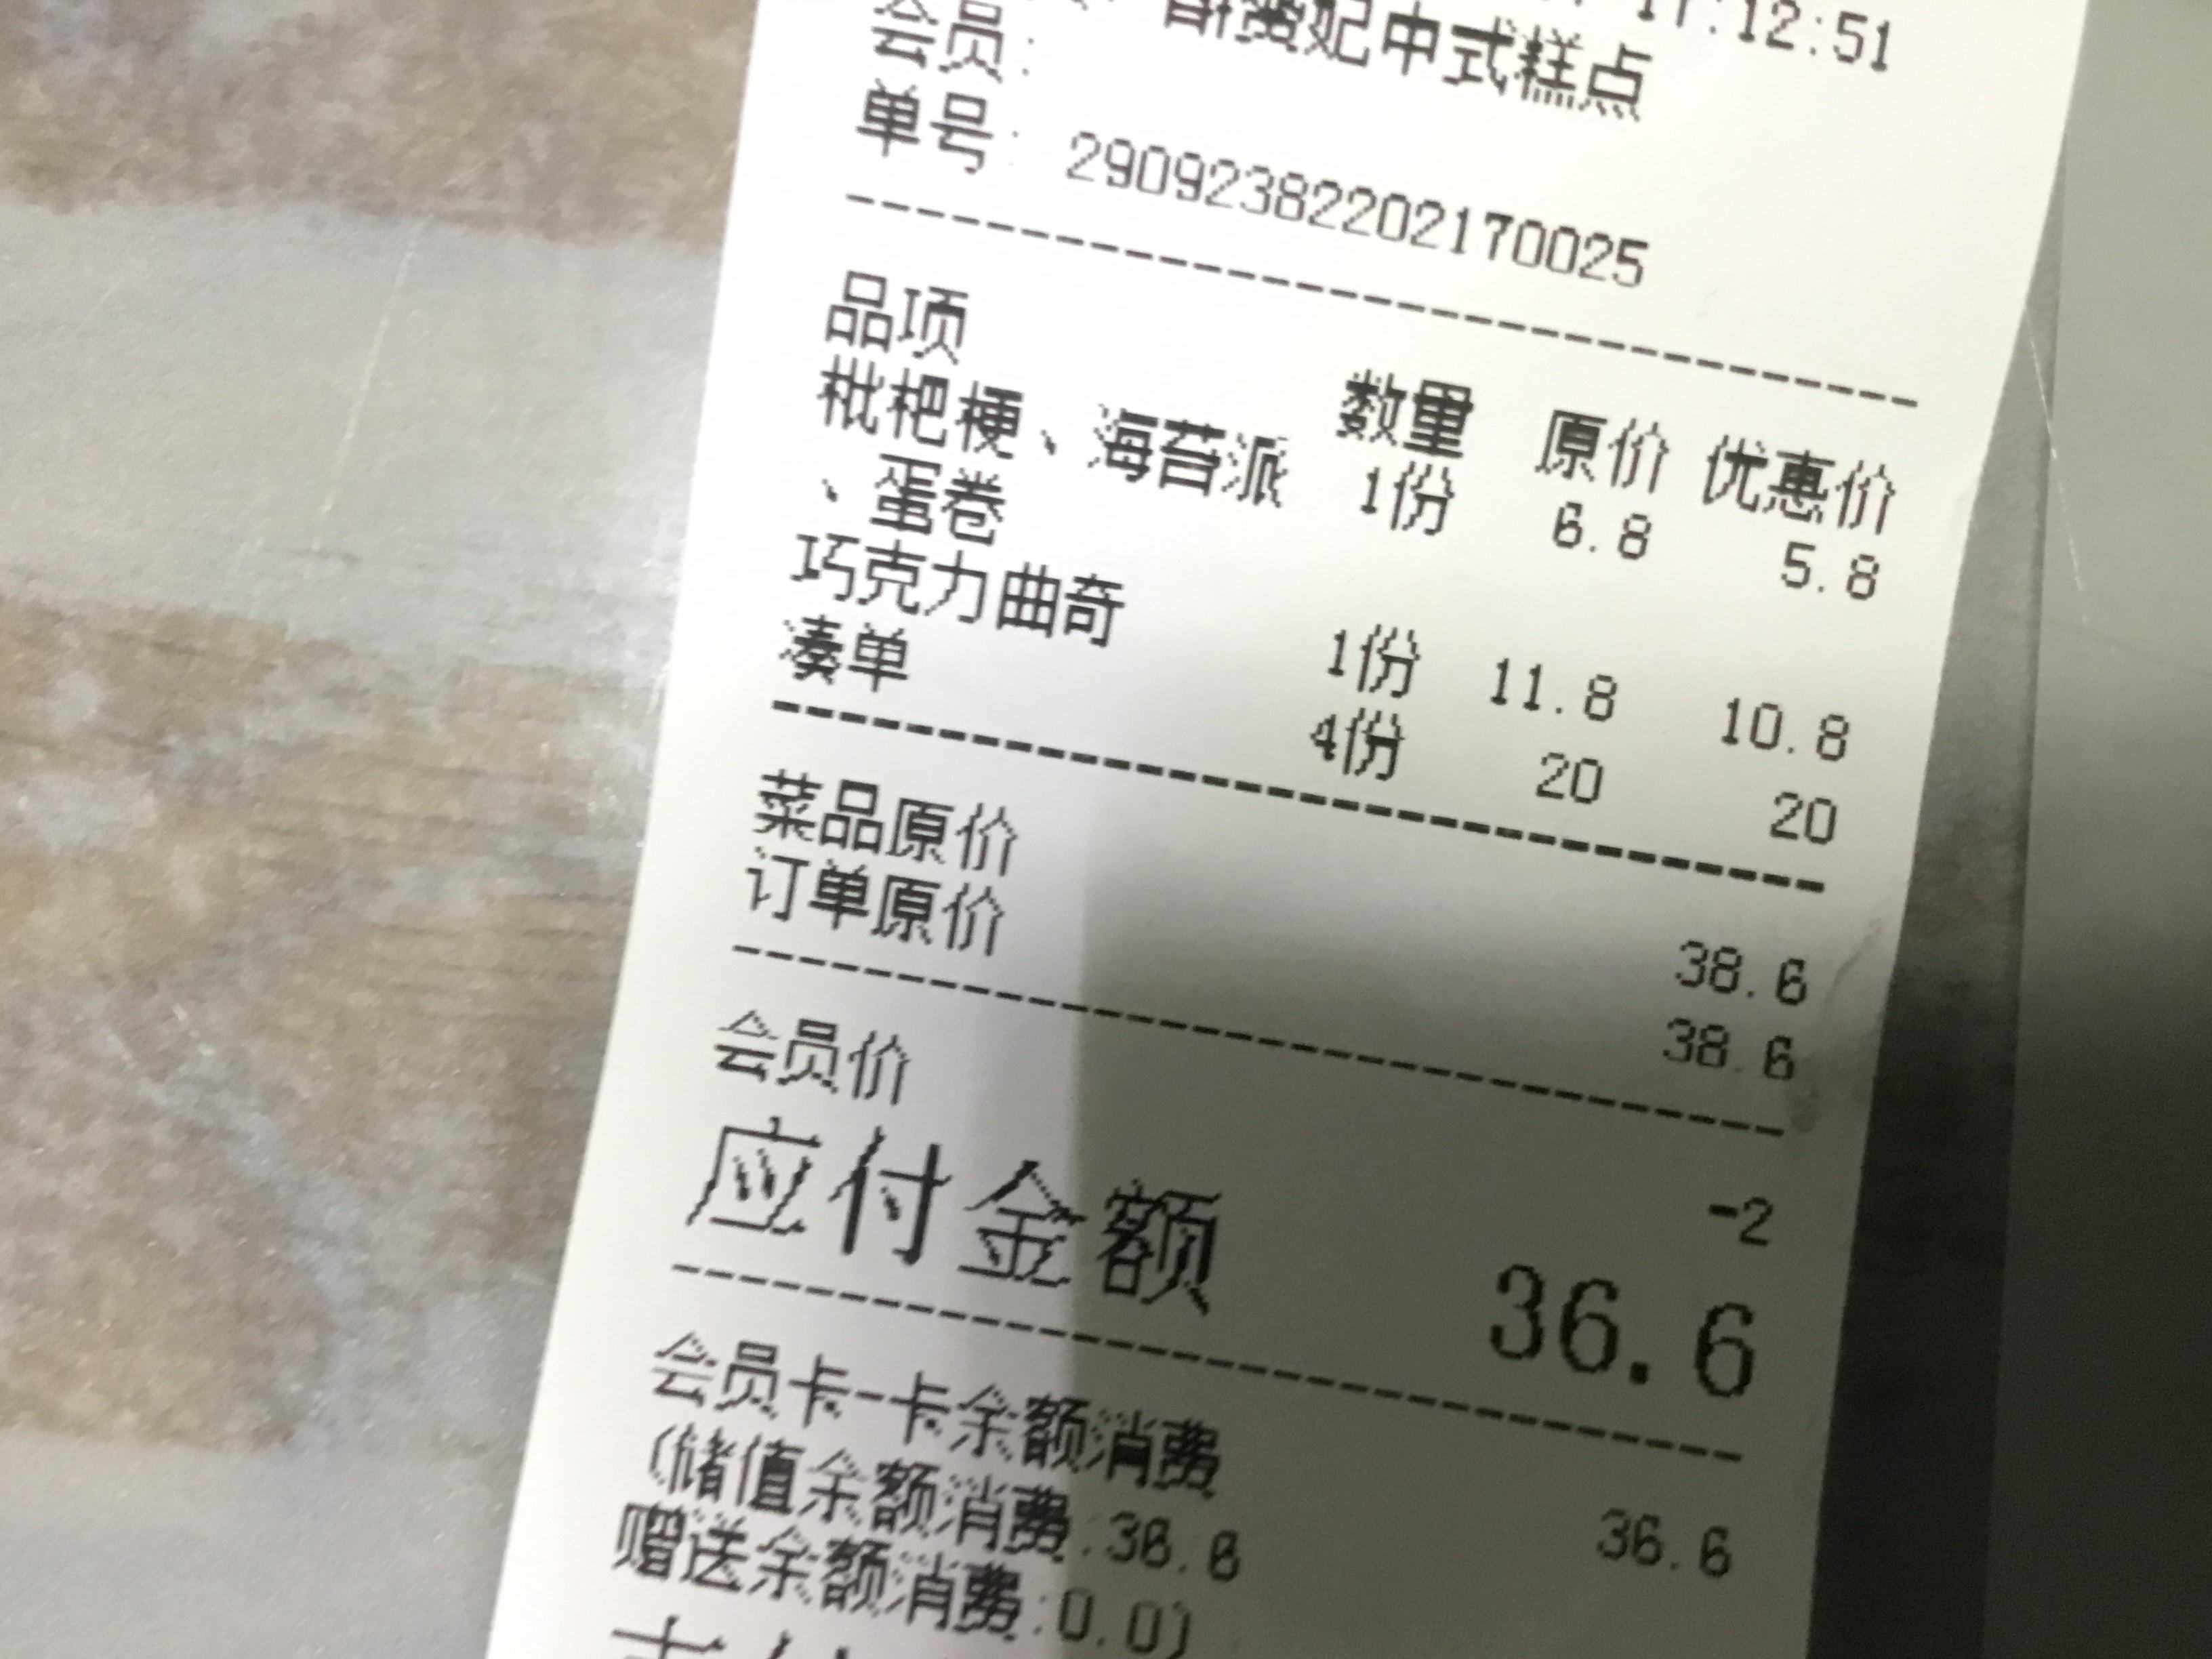 17:12:51
妃中式糕点
会员:
单号: 29092382202170025
品项 数量 原价 优惠价
枇杷梗、海苔派 1份 6.8 5.8
、蛋卷
巧克力曲奇 1份 11.8 10.8
凑单 4份 20 20
菜品原价 38.6
订单原价 38.6
会员价 -2
应付金额 36.6
会员卡-卡余额消费 36.6
(储值余额消费:36.6
赠送余额消费:0.0)